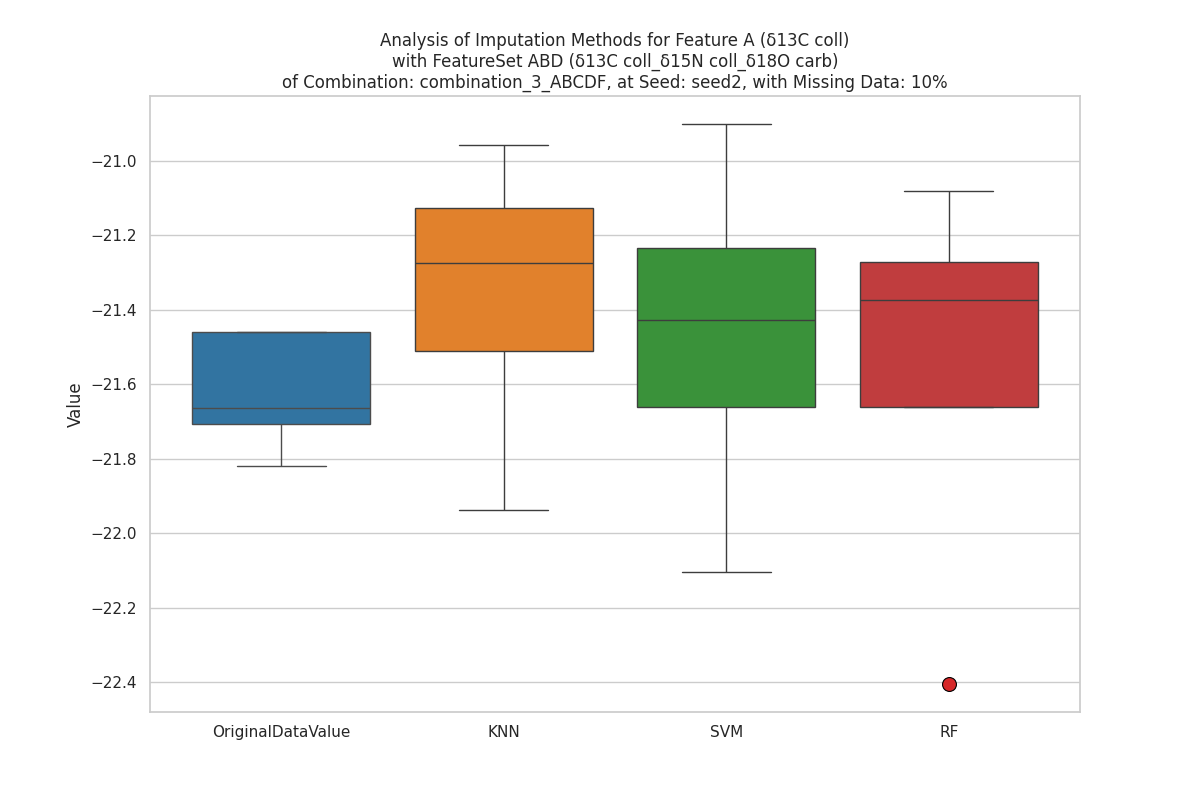 Analysis of Imputation Methods for Feature A (δ13C coll)
with FeatureSet ABD (δ13C coll_δ15N coll_δ18O carb)
of Combination: combination_3_ABCDF, at Seed: seed2, with Missing Data: 10%
Value
−21.0
−21.2
−21.4
−21.6
−21.8
−22.0
−22.2
−22.4
OriginalDataValue
KNN
SVM
RF